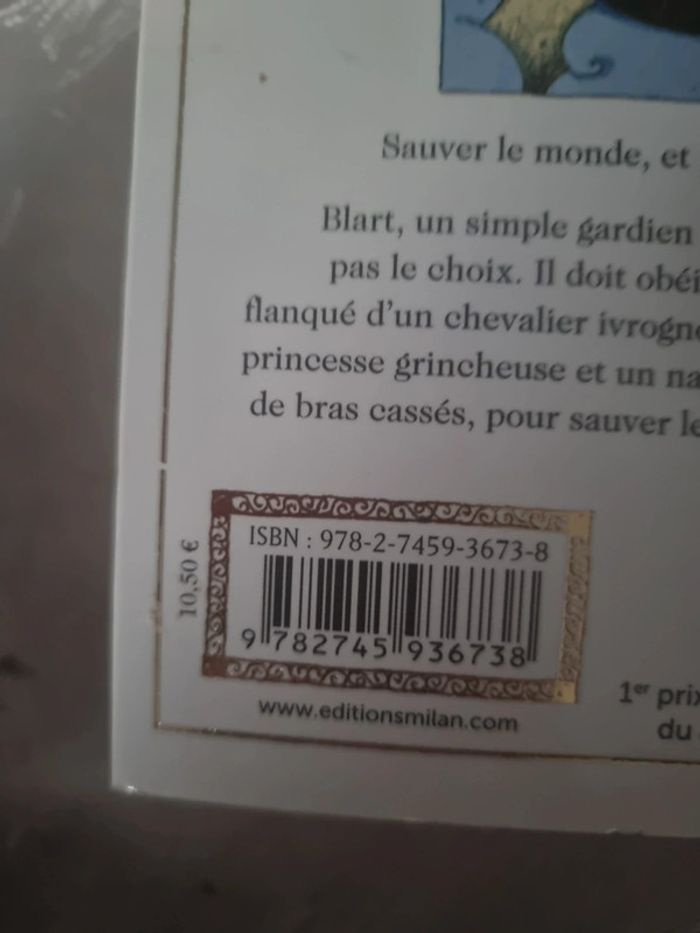 Sauver le monde, et
Blart, un simple gardien
pas le choix. Il doit obéi
flanqué d'un chevalier ivrogne
princesse grincheuse et un na
de bras cassés, pour sauver le
10,50 €
ISBN : 978-2-7459-3673-8
9 782745 936738
www.editionsmilan.com
1er prix
du